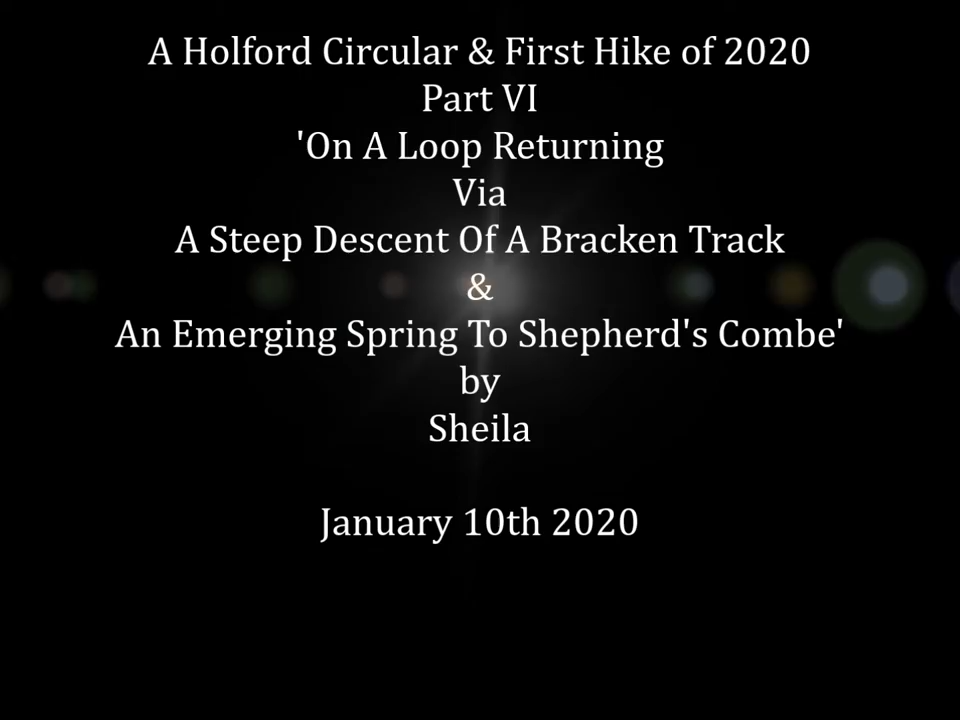 A Holford Circular & First Hike of 2020
Part VI
'On A Loop Returning
Via
A Steep Descent Of A Bracken Track
&
An Emerging Spring To Shepherd's Combe'
by
Sheila
January 10th 2020